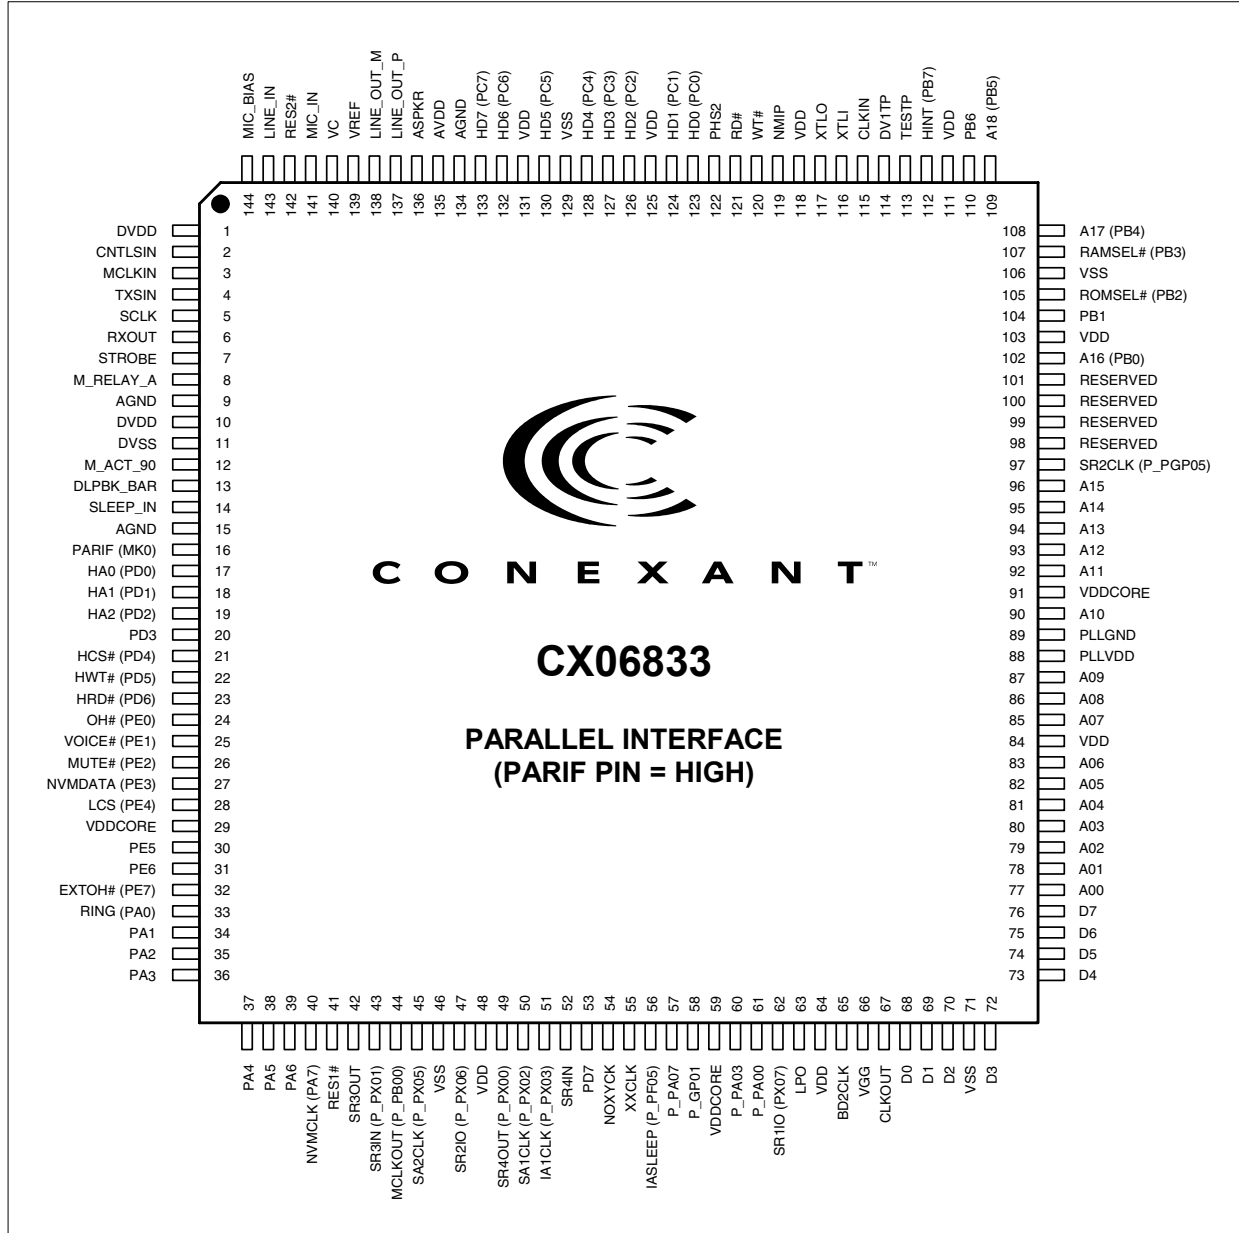 MIC_BIAS
LINE_IN
RES2#
MIC_IN
VC
VREF
LINE_OUT_M
LINE_OUT_P
ASPKR
AVDD
AGND
HD7 (PC7)
HD6 (PC6)
VDD
HD5 (PC5)
VSS
HD4 (PC4)
HD3 (PC3)
HD2 (PC2)
VDD
HD1 (PC1)
HD0 (PC0)
PHS2
RD#
WT#
NMIP
VDD
XTLO
XTLI
CLKIN
DV1TP
TESTP
HINT (PB7)
VDD
PB6
A18 (PB5)
144
143
142
141
140
139
138
137
136
135
134
133
132
131
130
129
128
127
126
125
124
123
122
121
120
119
118
117
116
115
114
113
112
111
110
109
DVDD 1
CNTLSIN 2
MCLKIN 3
TXSIN 4
SCLK 5
RXOUT 6
STROBE 7
M_RELAY_A 8
AGND 9
DVDD 10
DVSS 11
M_ACT_90 12
DLPBK_BAR 13
SLEEP_IN 14
AGND 15
PARIF (MK0) 16
HA0 (PD0) 17
HA1 (PD1) 18
HA2 (PD2) 19
PD3 20
HCS# (PD4) 21
HWT# (PD5) 22
HRD# (PD6) 23
OH# (PE0) 24
VOICE# (PE1) 25
MUTE# (PE2) 26
NVMDATA (PE3) 27
LCS (PE4) 28
VDDCORE 29
PE5 30
PE6 31
EXTOH# (PE7) 32
RING (PA0) 33
PA1 34
PA2 35
PA3 36
CONEXANT™
CX06833
PARALLEL INTERFACE
(PARIF PIN = HIGH)
108 A17 (PB4)
107 RAMSEL# (PB3)
106 VSS
105 ROMSEL# (PB2)
104 PB1
103 VDD
102 A16 (PB0)
101 RESERVED
100 RESERVED
99 RESERVED
98 RESERVED
97 SR2CLK (P_PGP05)
96 A15
95 A14
94 A13
93 A12
92 A11
91 VDDCORE
90 A10
89 PLLGND
88 PLLVDD
87 A09
86 A08
85 A07
84 VDD
83 A06
82 A05
81 A04
80 A03
79 A02
78 A01
77 A00
76 D7
75 D6
74 D5
73 D4
37
38
39
40
41
42
43
44
45
46
47
48
49
50
51
52
53
54
55
56
57
58
59
60
61
62
63
64
65
66
67
68
69
70
71
72
PA4
PA5
PA6
NVMCLK (PA7)
RES1#
SR3OUT
SR3IN (P_PX01)
MCLKOUT (P_PB00)
SA2CLK (P_PX05)
VSS
SR2IO (P_PX06)
VDD
SR4OUT (P_PX00)
SA1CLK (P_PX02)
IA1CLK (P_PX03)
SR4IN
PD7
NOXYCK
XXCLK
IASLEEP (P_PF05)
P_PA07
P_GP01
VDDCORE
P_PA03
P_PA00
SR1IO (PX07)
LPO
VDD
BD2CLK
VGG
CLKOUT
D0
D1
D2
VSS
D3